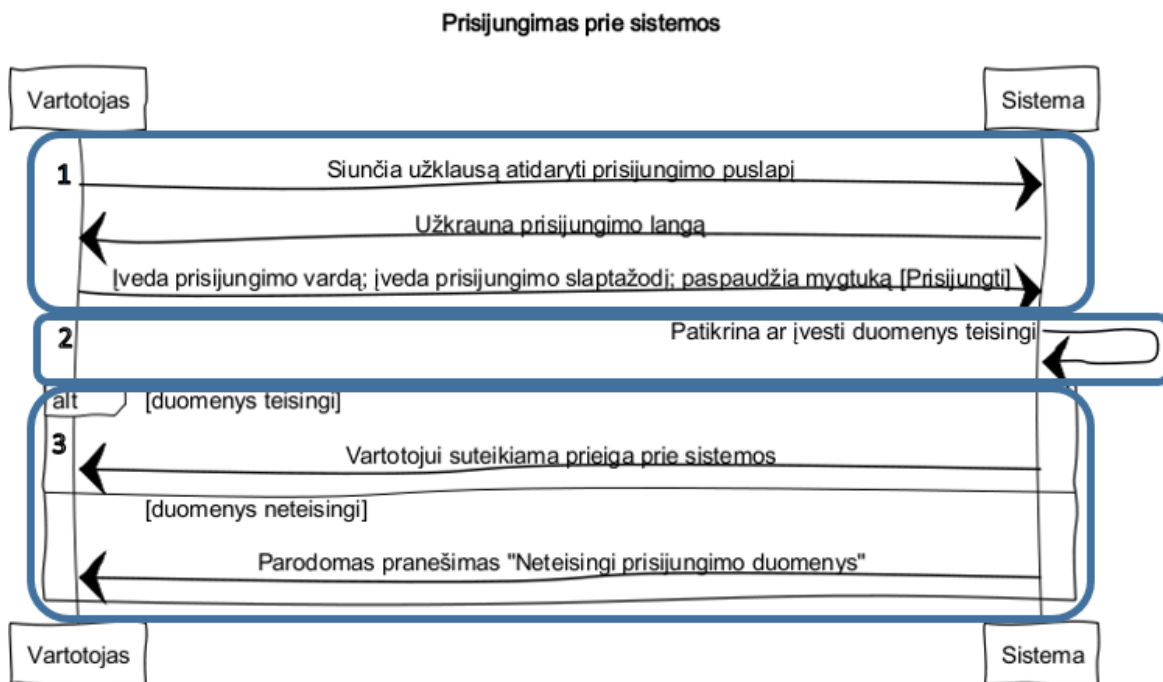 Prisijungimas prie sistemos
Vartotojas
Sistema
1
Siunčia užklausą atidaryti prisijungimo puslapį
Užkrauna prisijungimo langą
Įveda prisijungimo vardą; įveda prisijungimo slaptažodį; paspaudžia mygtuką [Prisijungti]
2
Patikrina ar įvesti duomenys teisingi
alt
[duomenys teisingi]
3
Vartotojui suteikiama prieiga prie sistemos
[duomenys neteisingi]
Parodomas pranešimas "Neteisingi prisijungimo duomenys"
Vartotojas
Sistema